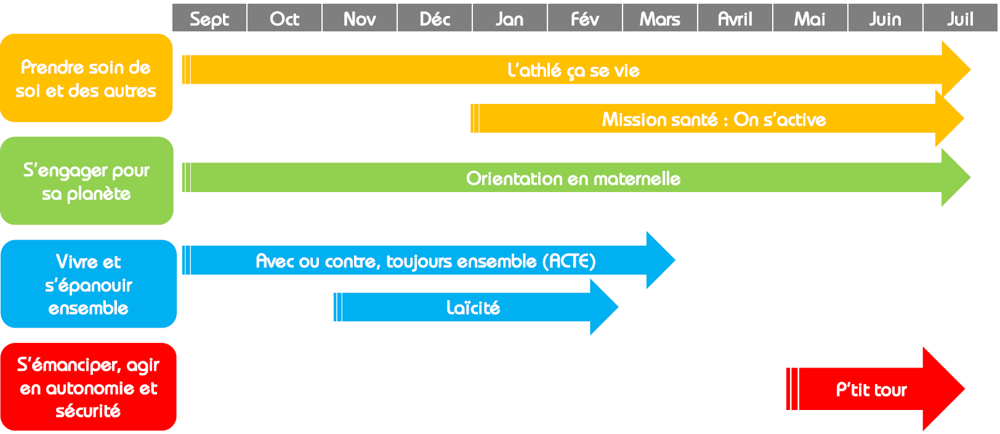 Sept Oct Nov Déc Jan Fév Mars Avril Mai Juin Juil
Prendre soin de
soi et des autres
L'athlé ça se vie
Mission santé : On s'active
S'engager pour
sa planète
Orientation en maternelle
Vivre et
s'épanouir
ensemble
Avec ou contre, toujours ensemble (ACTE)
Laïcité
S'émanciper, agir
en autonomie et
sécurité
P'tit tour